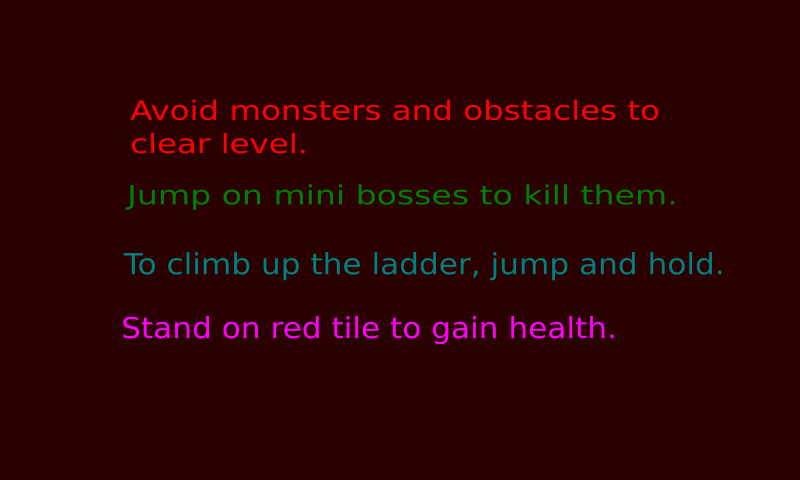 Avoid monsters and obstacles to
clear level.
Jump on mini bosses to kill them.
To climb up the ladder, jump and hold.
Stand on red tile to gain health.